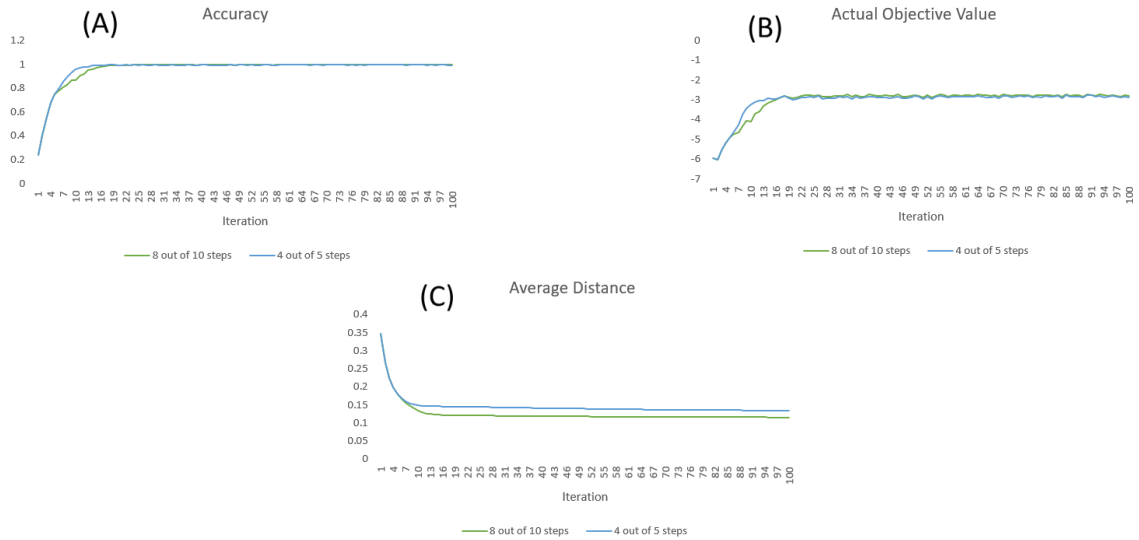 (A)
Accuracy
1.2
1
0.8
0.6
0.4
0.2
0
1 4 7 10 13 16 19 22 25 28 31 34 37 40 43 46 49 52 55 58 61 64 67 70 73 76 79 82 85 88 91 94 97 100
Iteration
8 out of 10 steps 4 out of 5 steps
(B)
Actual Objective Value
0
-1
-2
-3
-4
-5
-6
-7
1 4 7 10 13 16 19 22 25 28 31 34 37 40 43 46 49 52 55 58 61 64 67 70 73 76 79 82 85 88 91 94 97 100
Iteration
8 out of 10 steps 4 out of 5 steps
(C)
Average Distance
0.4
0.35
0.3
0.25
0.2
0.15
0.1
0.05
0
1 4 7 10 13 16 19 22 25 28 31 34 37 40 43 46 49 52 55 58 61 64 67 70 73 76 79 82 85 88 91 94 97 100
Iteration
8 out of 10 steps 4 out of 5 steps